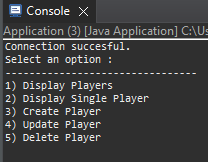 Console
Application (3) [Java Application] C:\Us
Connection succesful.
Select an option :
-----------------------------------
1) Display Players
2) Display Single Player
3) Create Player
4) Update Player
5) Delete Player